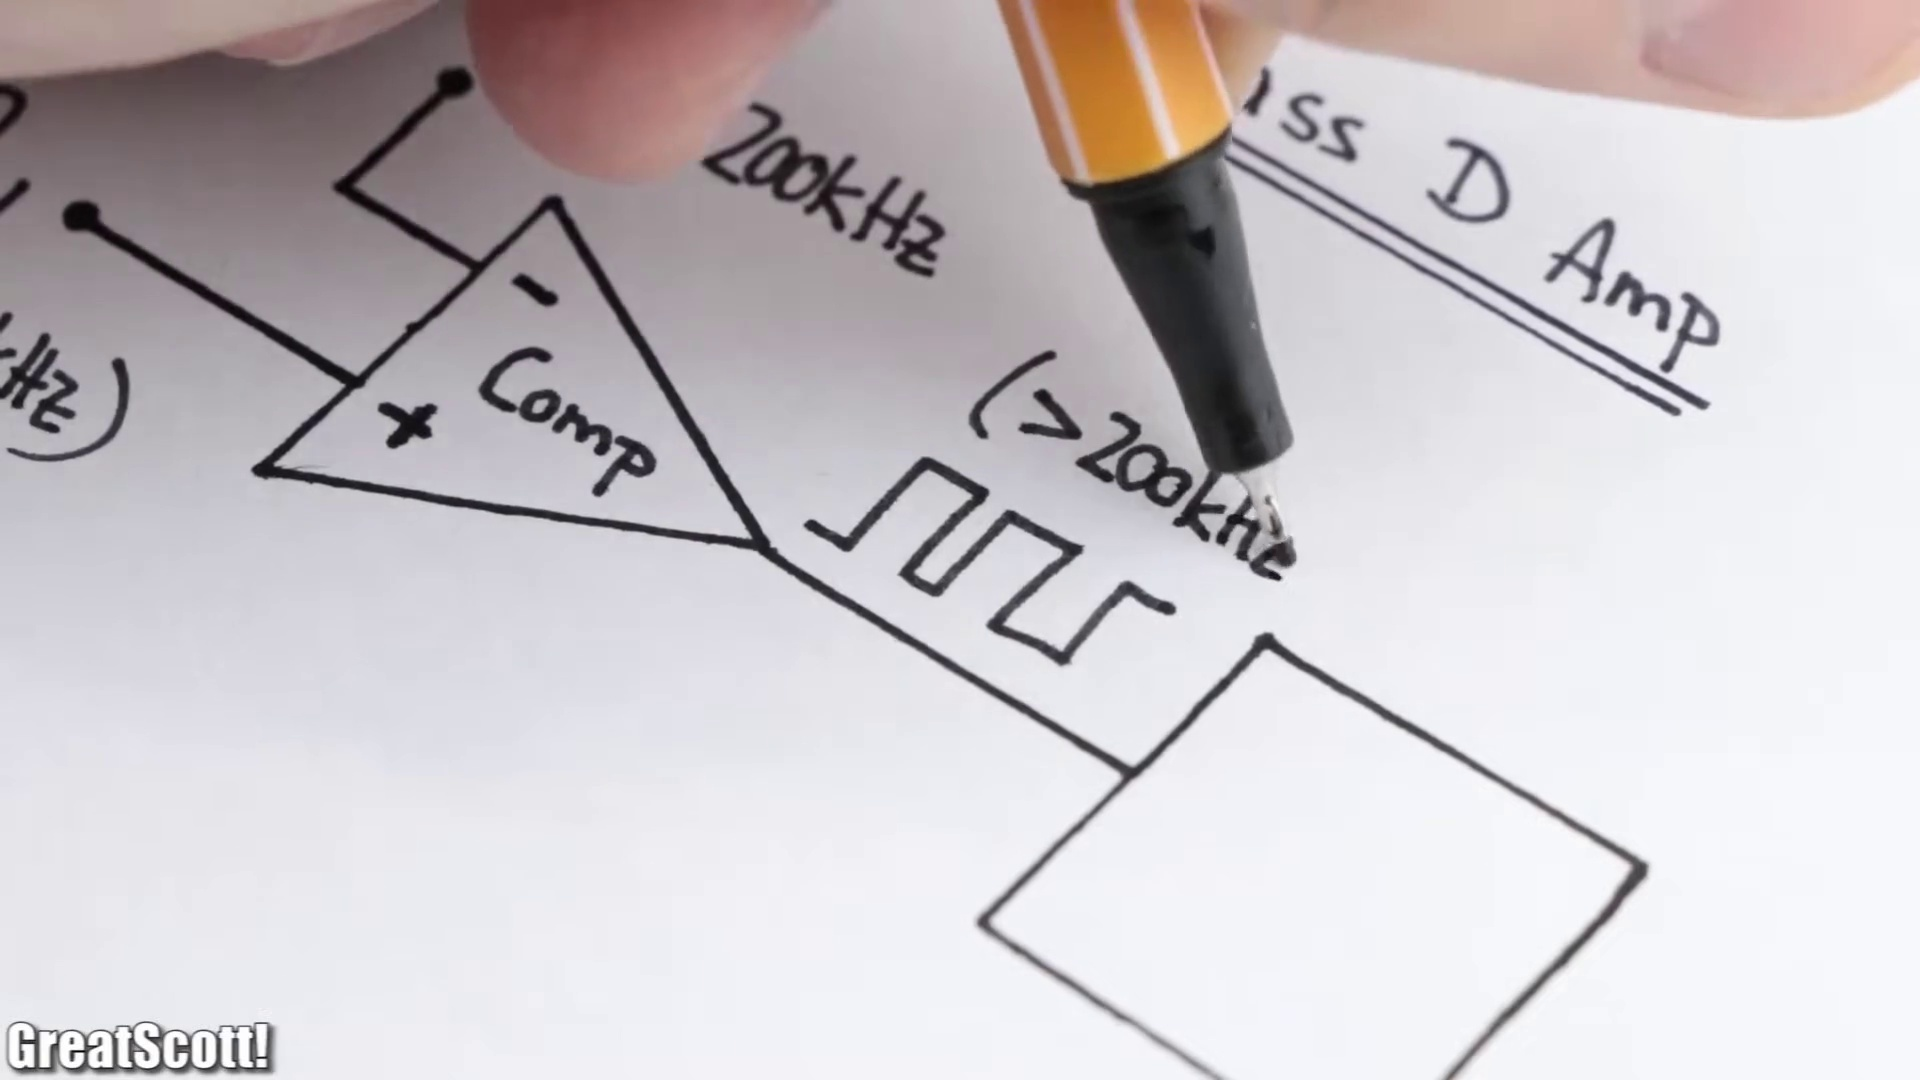 ss D Amp
200kHz
kHz)
-
Comp
+
(>200kHz
GreatScott!